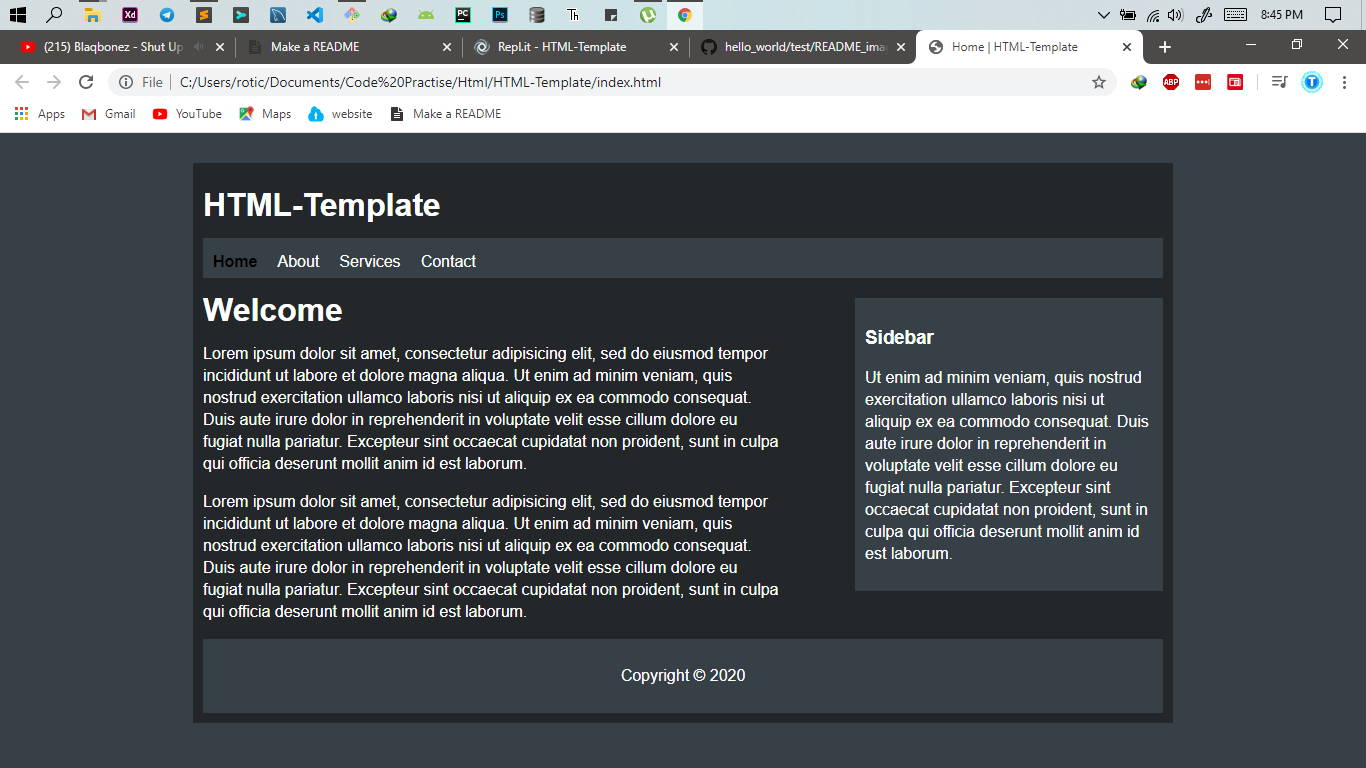 8:45 PM
(215) Blaqbonez - Shut Up
Make a README
Repl.it - HTML-Template
hello_world/test/README_ima
Home | HTML-Template
File
C:/Users/rotic/Documents/Code%20Practise/Html/HTML-Template/index.html
ABP
T
Apps
Gmail
YouTube
Maps
website
Make a README
HTML-Template
Home About Services Contact
Welcome
Lorem ipsum dolor sit amet, consectetur adipisicing elit, sed do eiusmod tempor
incididunt ut labore et dolore magna aliqua. Ut enim ad minim veniam, quis
nostrud exercitation ullamco laboris nisi ut aliquip ex ea commodo consequat.
Duis aute irure dolor in reprehenderit in voluptate velit esse cillum dolore eu
fugiat nulla pariatur. Excepteur sint occaecat cupidatat non proident, sunt in culpa
qui officia deserunt mollit anim id est laborum.
Lorem ipsum dolor sit amet, consectetur adipisicing elit, sed do eiusmod tempor
incididunt ut labore et dolore magna aliqua. Ut enim ad minim veniam, quis
nostrud exercitation ullamco laboris nisi ut aliquip ex ea commodo consequat.
Duis aute irure dolor in reprehenderit in voluptate velit esse cillum dolore eu
fugiat nulla pariatur. Excepteur sint occaecat cupidatat non proident, sunt in culpa
qui officia deserunt mollit anim id est laborum.
Sidebar
Ut enim ad minim veniam, quis nostrud
exercitation ullamco laboris nisi ut
aliquip ex ea commodo consequat. Duis
aute irure dolor in reprehenderit in
voluptate velit esse cillum dolore eu
fugiat nulla pariatur. Excepteur sint
occaecat cupidatat non proident, sunt in
culpa qui officia deserunt mollit anim id
est laborum.
Copyright © 2020